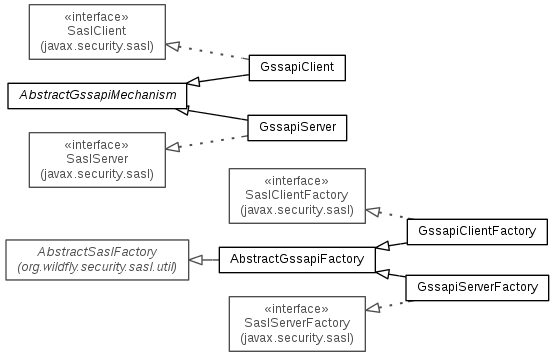 «interface»
SaslClient
(javax.security.sasl)
GssapiClient
AbstractGssapiMechanism
GssapiServer
«interface»
SaslServer
(javax.security.sasl)
«interface»
SaslClientFactory
(javax.security.sasl)
GssapiClientFactory
AbstractSaslFactory
(org.wildfly.security.sasl.util)
AbstractGssapiFactory
GssapiServerFactory
«interface»
SaslServerFactory
(javax.security.sasl)